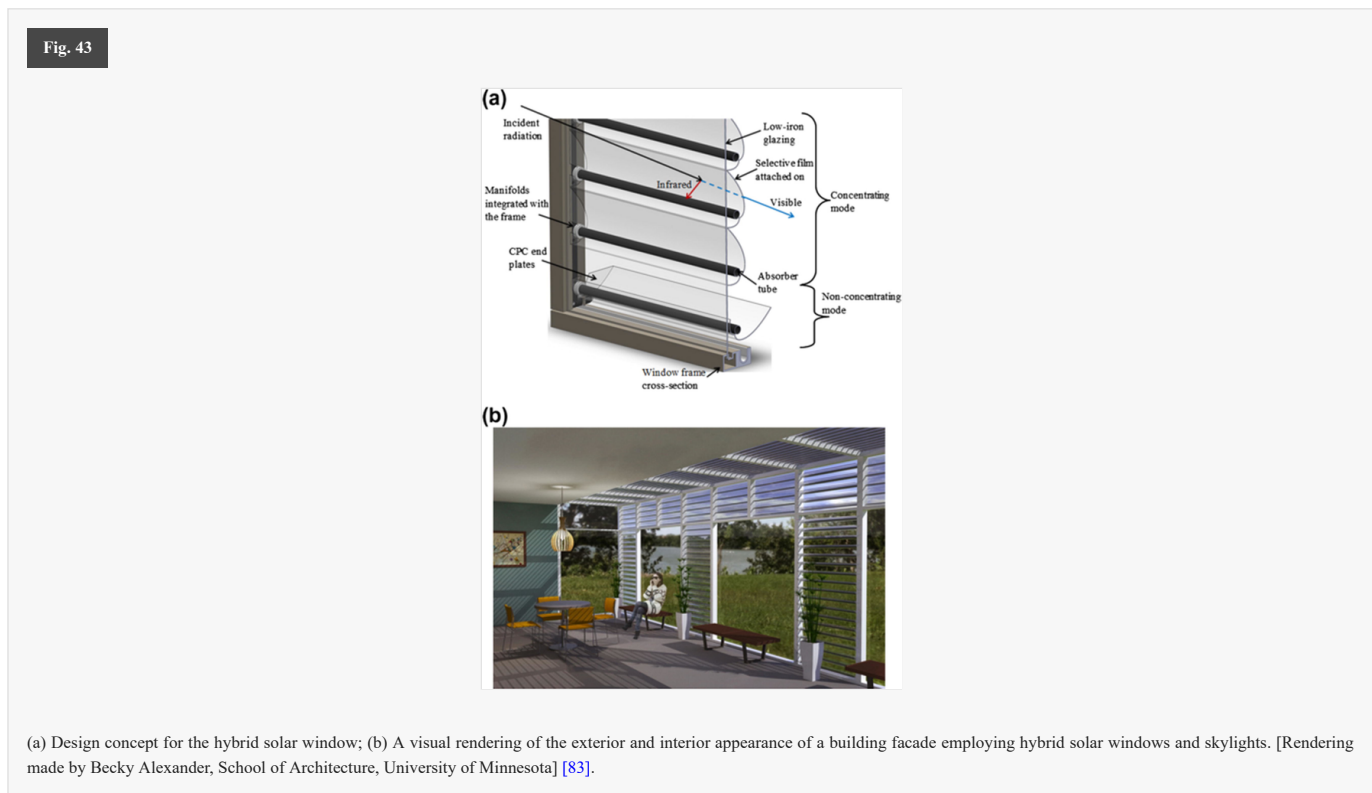 Fig. 43
(a)
Incident
radiation
Low-iron
glazing
Selective film
attached on
Infrared
Visible
Concentrating
mode
Manifolds
integrated with
the frame
CPC end
plates
Absorber
tube
Non-concentrating
mode
Window frame
cross-section
(b)
(a) Design concept for the hybrid solar window; (b) A visual rendering of the exterior and interior appearance of a building facade employing hybrid solar windows and skylights. [Rendering
made by Becky Alexander, School of Architecture, University of Minnesota] [83].